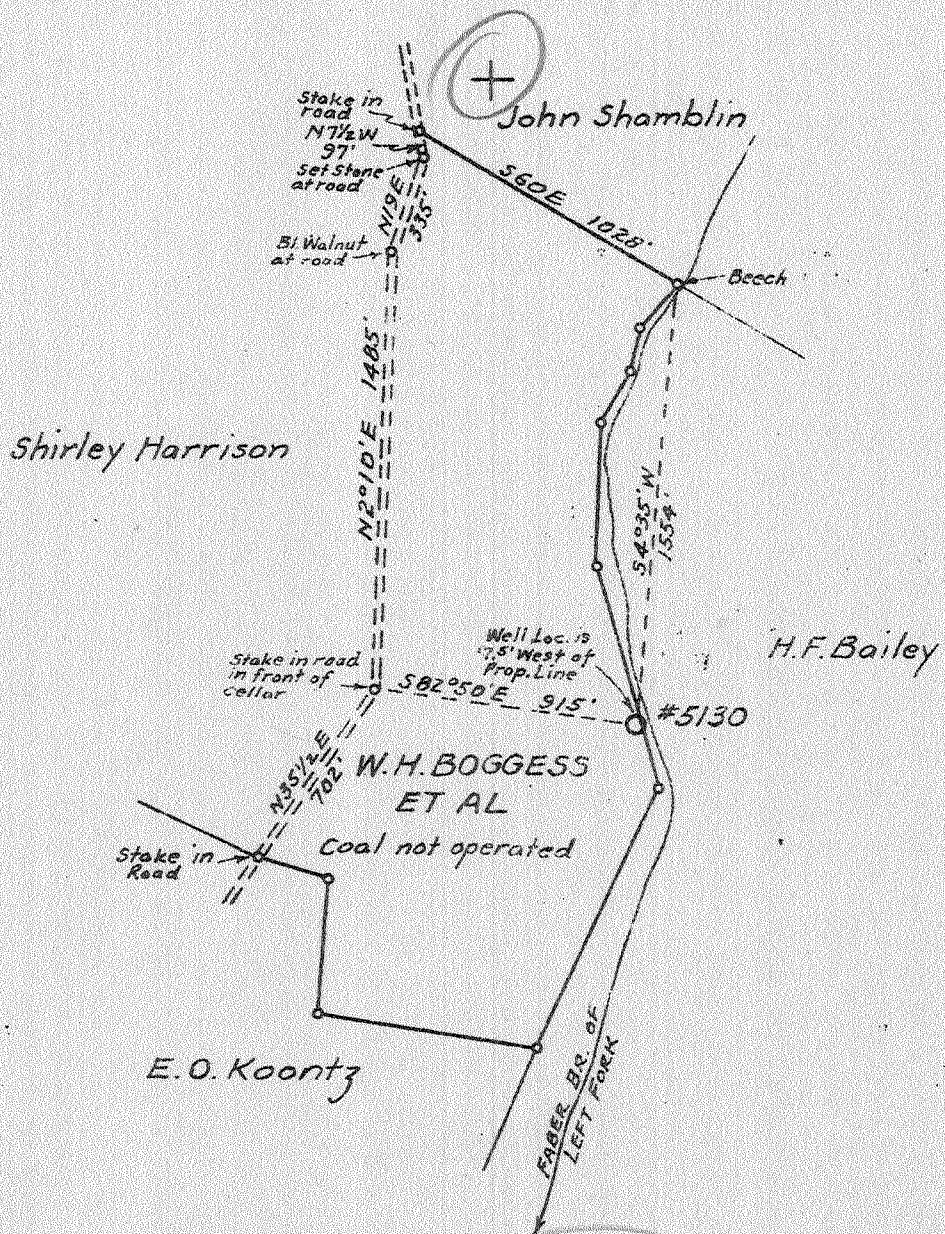 +
John Shamblin
Stake in
road
N7½W
97'
Set Stone
at road
N19E
335'
S60E 1028'
Bl. Walnut
at road
Beech
N2°10'E 1485'
Shirley Harrison
S4°35'W
1554'
Well Loc. is
7.5' West of
Prop. Line
H.F. Bailey
Stake in road
in front of
cellar
S82°50'E 915'
#5130
N35½E
702'
W.H. BOGGESS
ET AL
Coal not operated
Stake in
Road
E.O. Koontz
FABER BR. OF
LEFT FORK